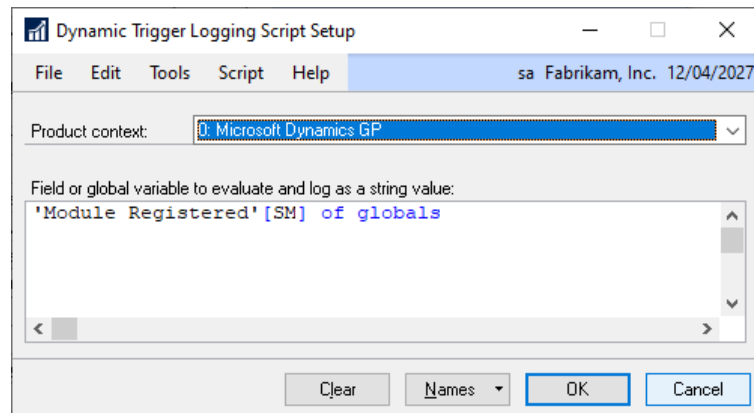 Dynamic Trigger Logging Script Setup
File Edit Tools Script Help sa Fabrikam, Inc. 12/04/2027
Product context: 0: Microsoft Dynamics GP
Field or global variable to evaluate and log as a string value:
'Module Registered'[SM] of globals
Clear Names OK Cancel